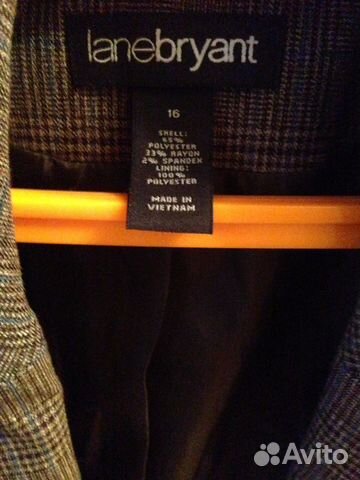 lanebryant
16
SHELL:
65%
POLYESTER
33% RAYON
2% SPANDEX
LINING:
100%
POLYESTER
MADE IN
VIETNAM
Avito